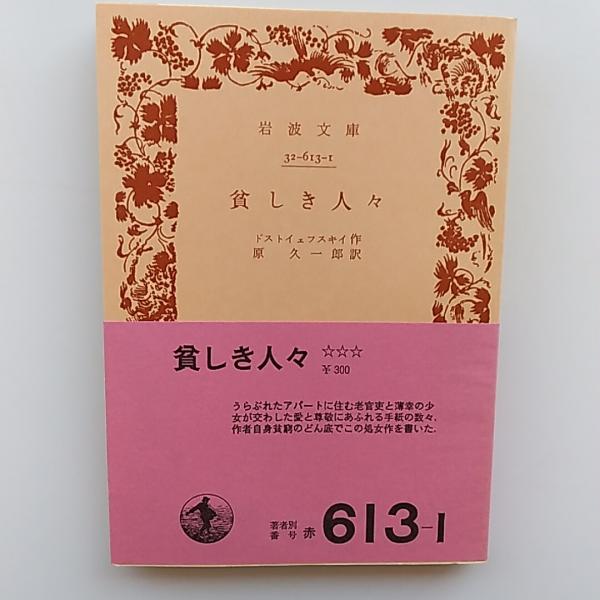 岩波文庫
32-613-1
貧しき人々
ドストイェフスキイ作
原久一郎訳
貧しき人々 ☆☆☆
¥300
うらぶれたアパートに住む老官吏と薄幸の少
女が交わした愛と尊敬にあふれる手紙の数々.
作者自身貧窮のどん底でこの処女作を書いた.
著者別
番号 赤 613-1